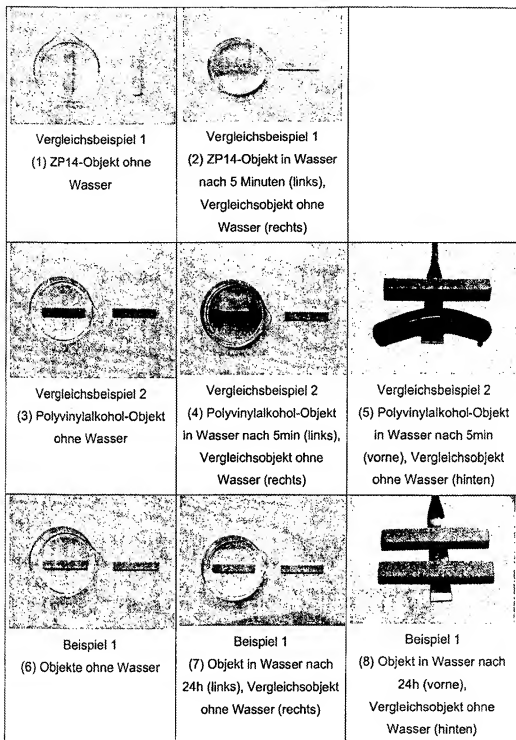 Vergleichsbeispiel 1
(1) ZP14-Objekt ohne
Wasser
Vergleichsbeispiel 1
(2) ZP14-Objekt in Wasser
nach 5 Minuten (links),
Vergleichsobjekt ohne
Wasser (rechts)
Vergleichsbeispiel 2
(3) Polyvinylalkohol-Objekt
ohne Wasser
Vergleichsbeispiel 2
(4) Polyvinylalkohol-Objekt
in Wasser nach 5min (links),
Vergleichsobjekt ohne
Wasser (rechts)
Vergleichsbeispiel 2
(5) Polyvinylalkohol-Objekt
in Wasser nach 5min
(vorne), Vergleichsobjekt
ohne Wasser (hinten)
Beispiel 1
(6) Objekte ohne Wasser
Beispiel 1
(7) Objekt in Wasser nach
24h (links), Vergleichsobjekt
ohne Wasser (rechts)
Beispiel 1
(8) Objekt in Wasser nach
24h (vorne),
Vergleichsobjekt ohne
Wasser (hinten)